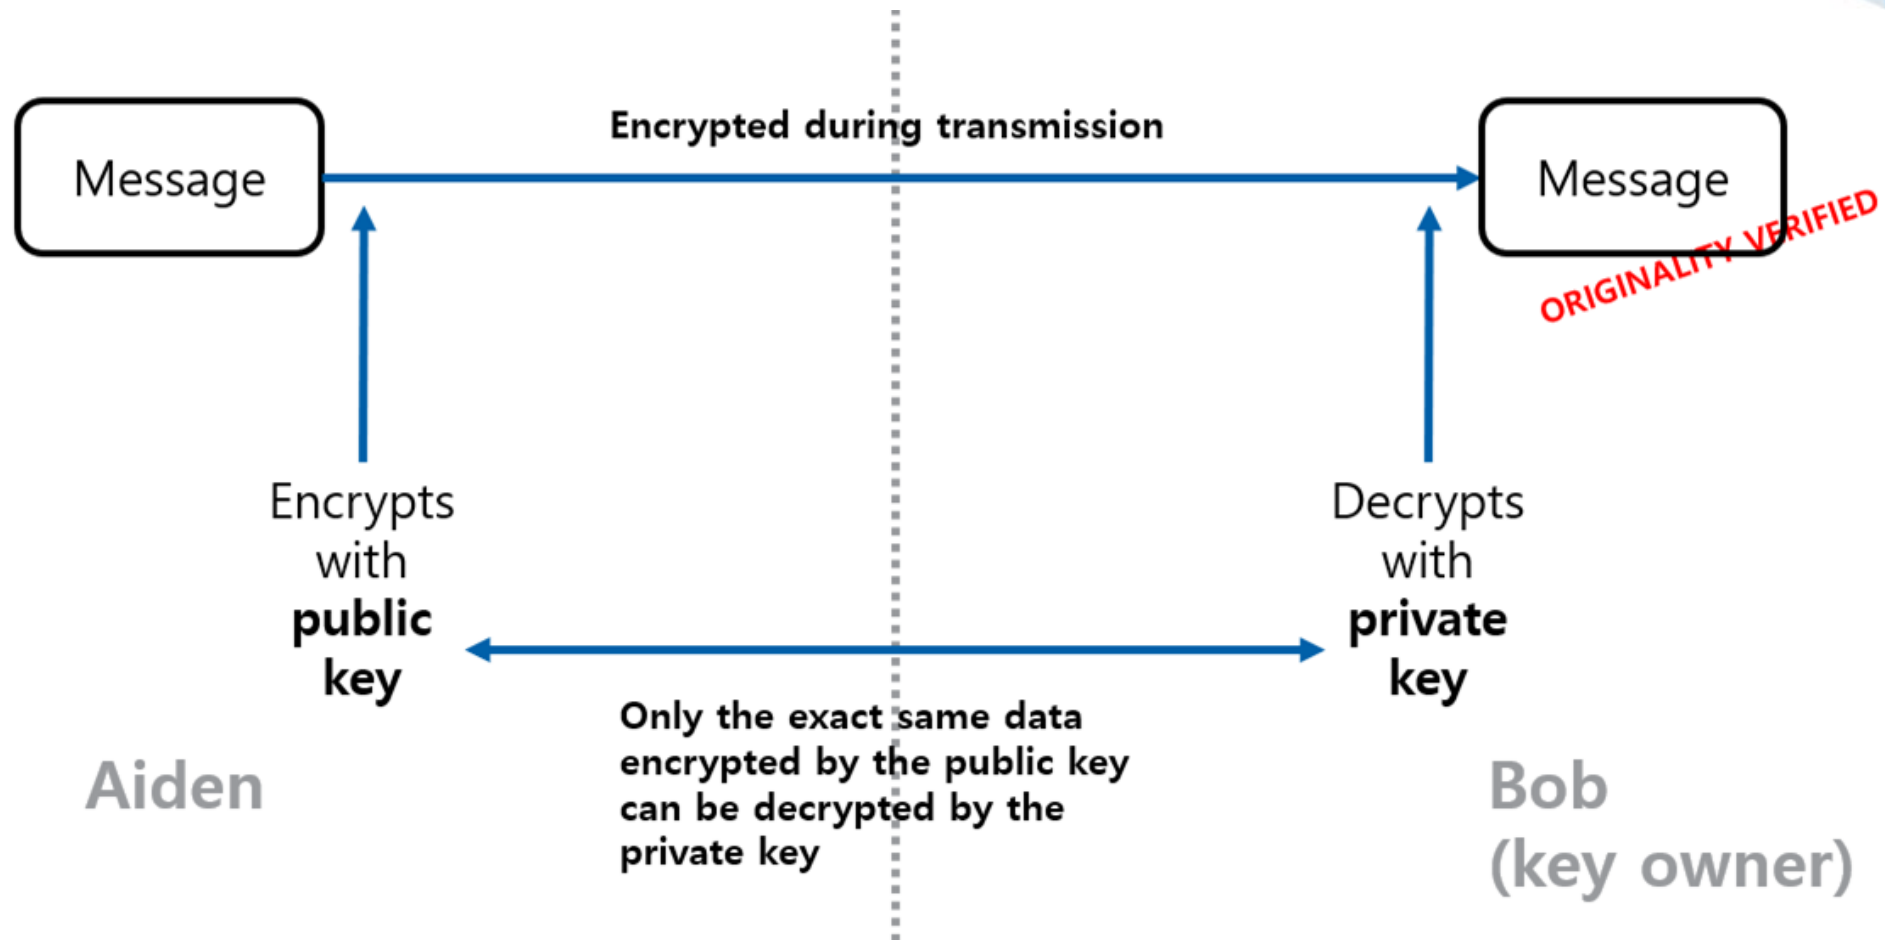 Encrypted during transmission
Message
Message
ORIGINALITY VERIFIED
Encrypts
with
public
key
Decrypts
with
private
key
Only the exact same data
encrypted by the public key
can be decrypted by the
private key
Aiden
Bob
(key owner)